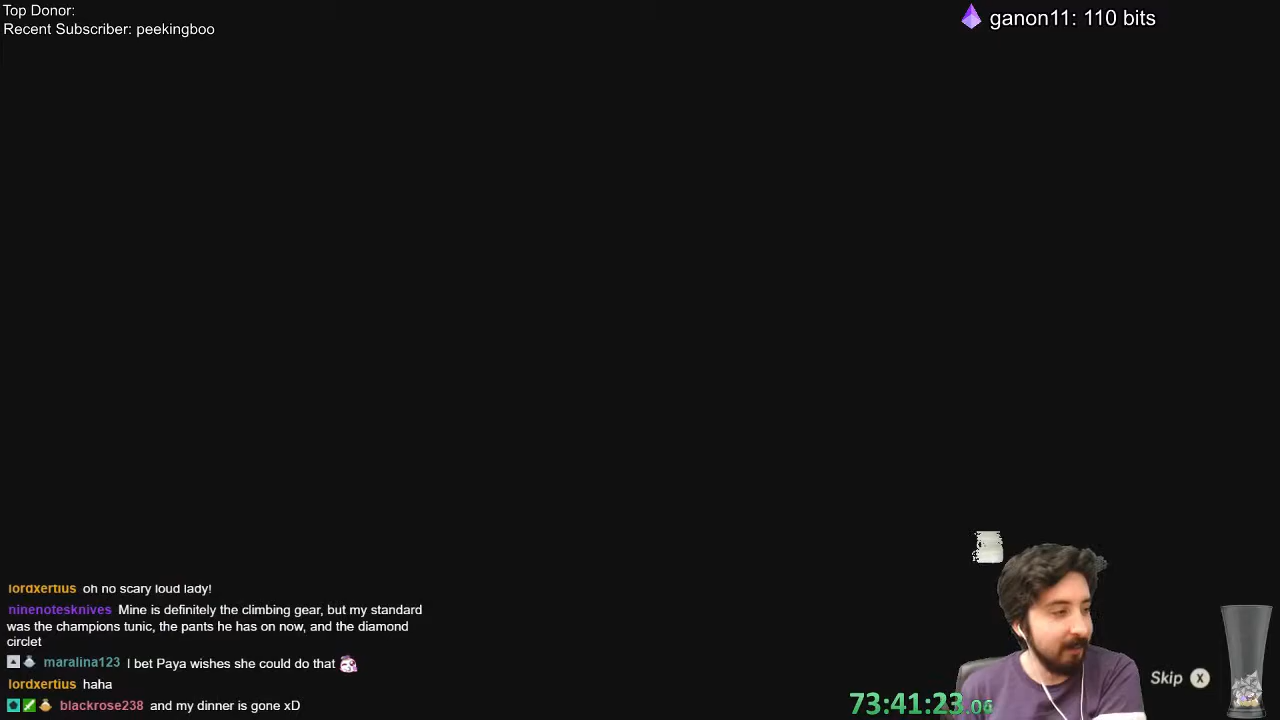 Top Donor:
Recent Subscriber: peekingboo
ganon11: 110 bits
lordxertius oh no scary loud lady!
ninenotesknives Mine is definitely the climbing gear, but my standard
was the champions tunic, the pants he has on now, and the diamond
circlet
maralina123 I bet Paya wishes she could do that
lordxertius haha
blackrose238 and my dinner is gone xD
Skip X
73:41:23.06